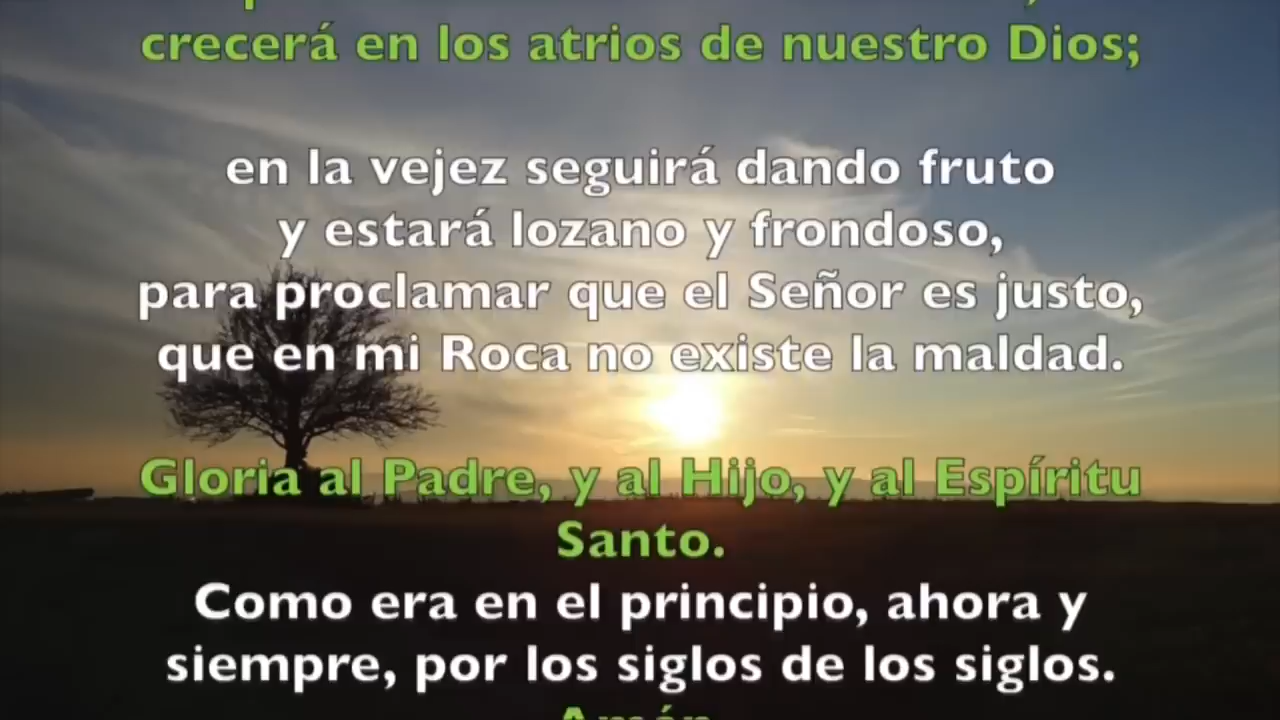 crecerá en los atrios de nuestro Dios;
en la vejez seguirá dando fruto
y estará lozano y frondoso,
para proclamar que el Señor es justo,
que en mi Roca no existe la maldad.
Gloria al Padre, y al Hijo, y al Espíritu
Santo.
Como era en el principio, ahora y
siempre, por los siglos de los siglos.
Amén